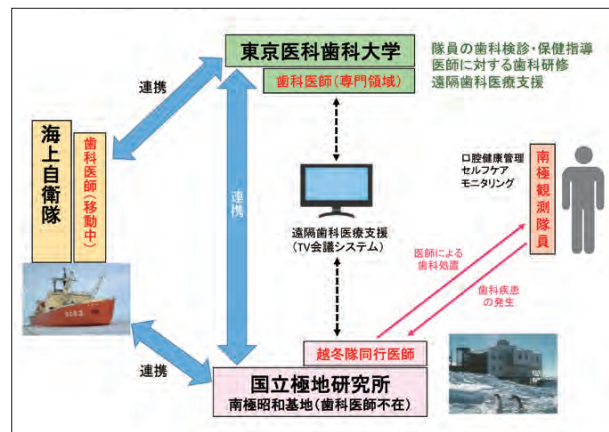 東京医科歯科大学
歯科医師(専門領域)
隊員の歯科検診・保健指導
医師に対する歯科研修
遠隔歯科医療支援
連携
海上自衛隊
歯科医師(移動中)
連携
遠隔歯科医療支援
(TV会議システム)
口腔健康管理
セルフケア
モニタリング
南極観測隊員
医師による
歯科処置
歯科疾患
の発生
連携
越冬隊同行医師
国立極地研究所
南極昭和基地(歯科医師不在)